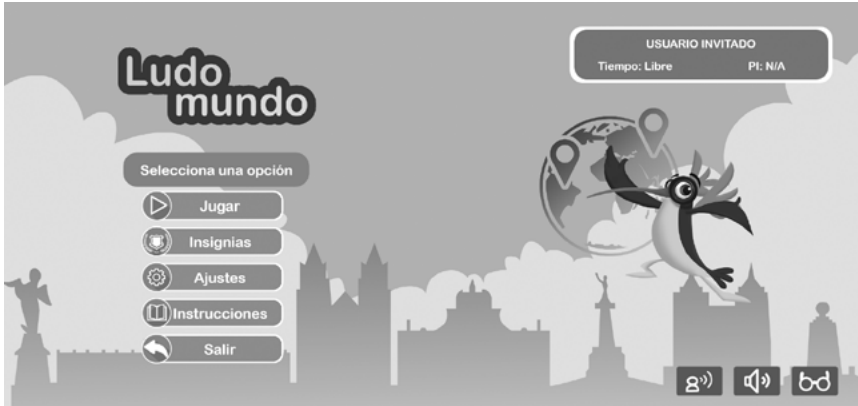 Ludo
mundo
USUARIO INVITADO
Tiempo: Libre PI: N/A
Selecciona una opción
Jugar
Insignias
Ajustes
Instrucciones
Salir